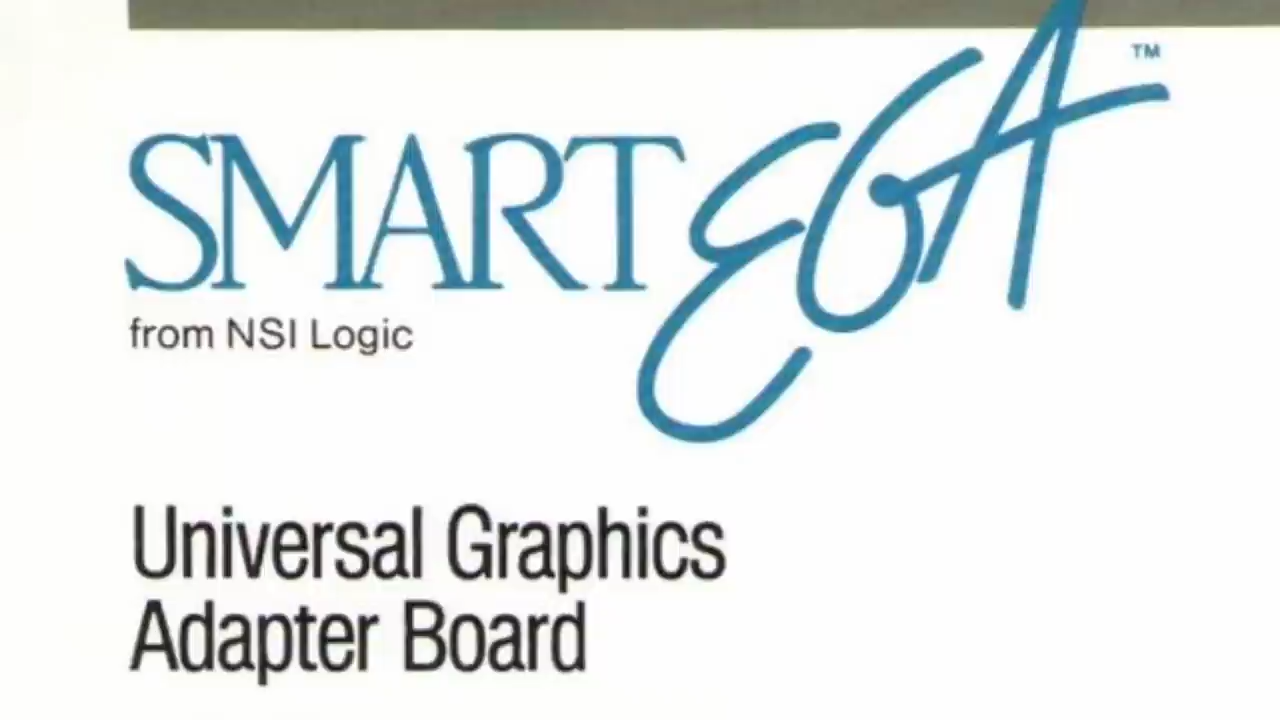 SMART EGA™
from NSI Logic
Universal Graphics
Adapter Board